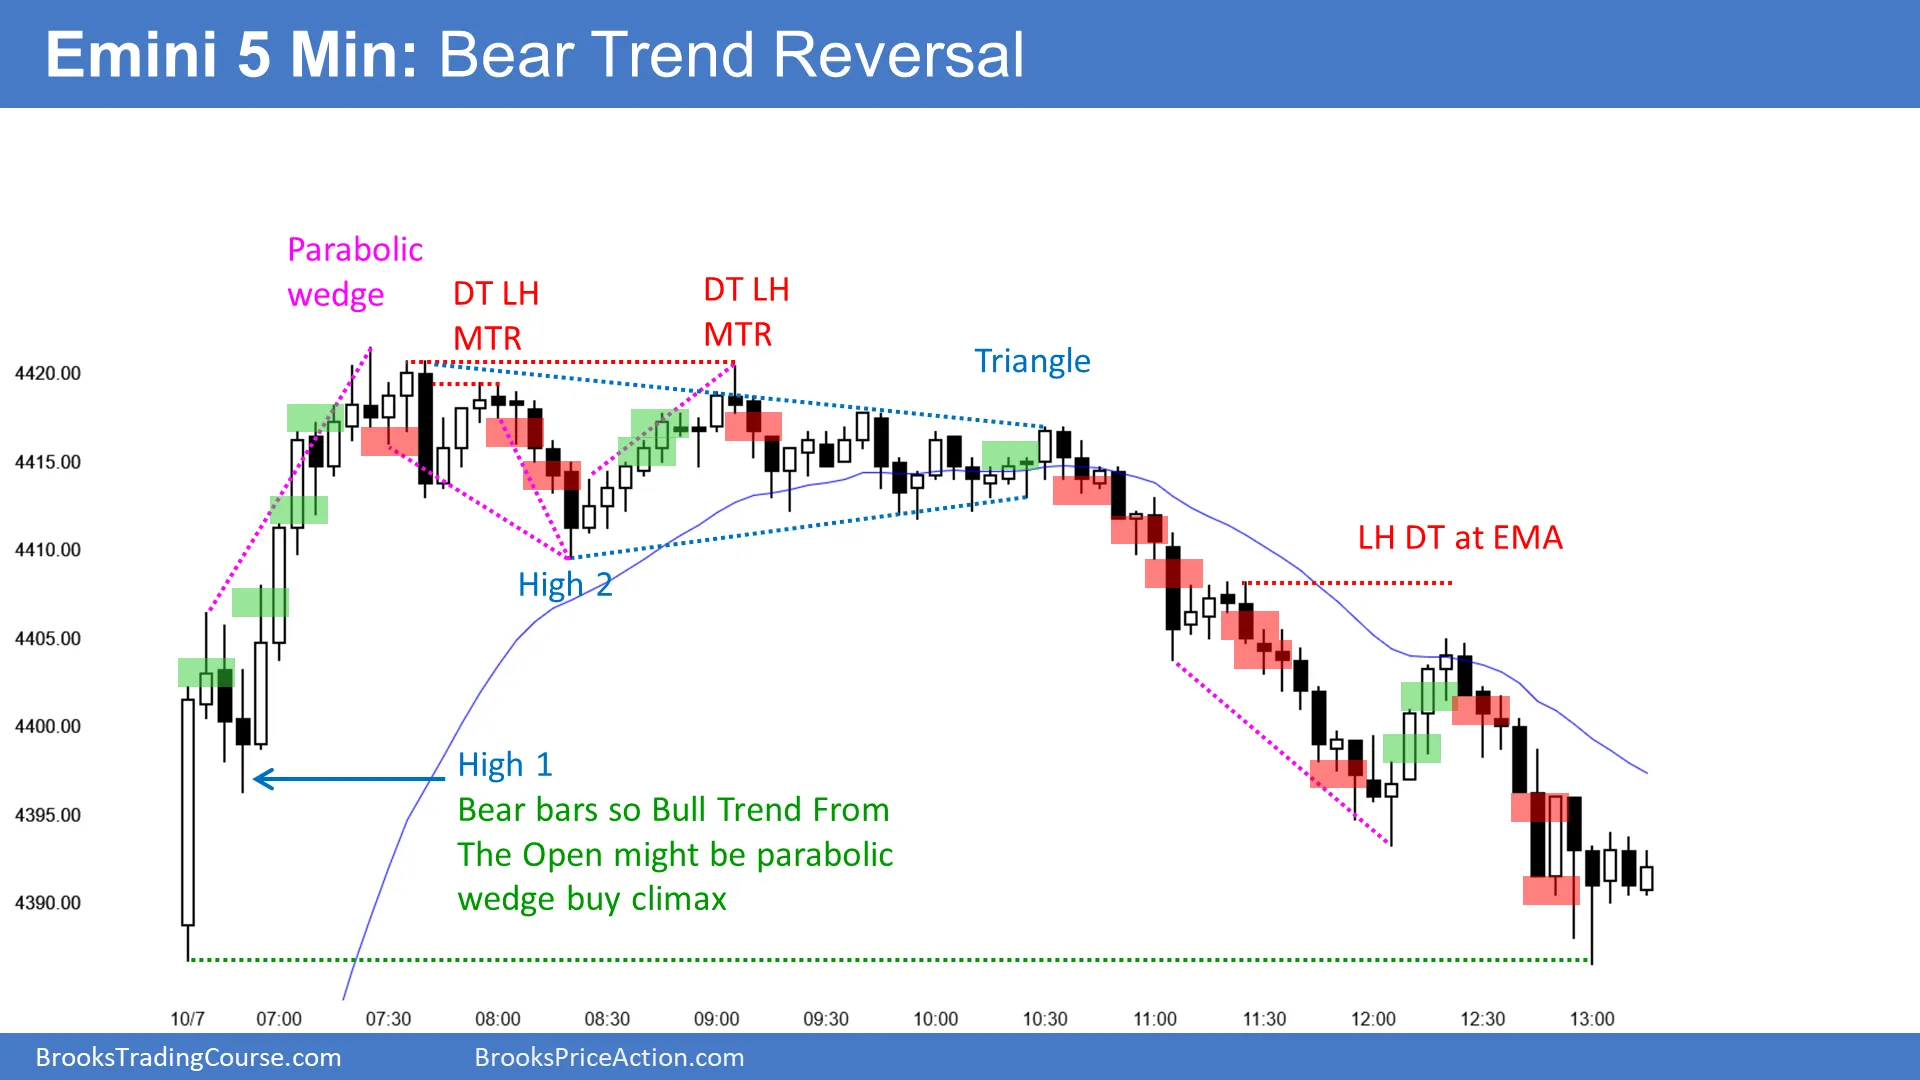 Emini 5 Min: Bear Trend Reversal
Parabolic
wedge
DT LH
MTR
DT LH
MTR
Triangle
High 2
LH DT at EMA
High 1
Bear bars so Bull Trend From
The Open might be parabolic
wedge buy climax
4420.00
4415.00
4410.00
4405.00
4400.00
4395.00
4390.00
10/7 07:00 07:30 08:00 08:30 09:00 09:30 10:00 10:30 11:00 11:30 12:00 12:30 13:00
BrooksTradingCourse.com BrooksPriceAction.com